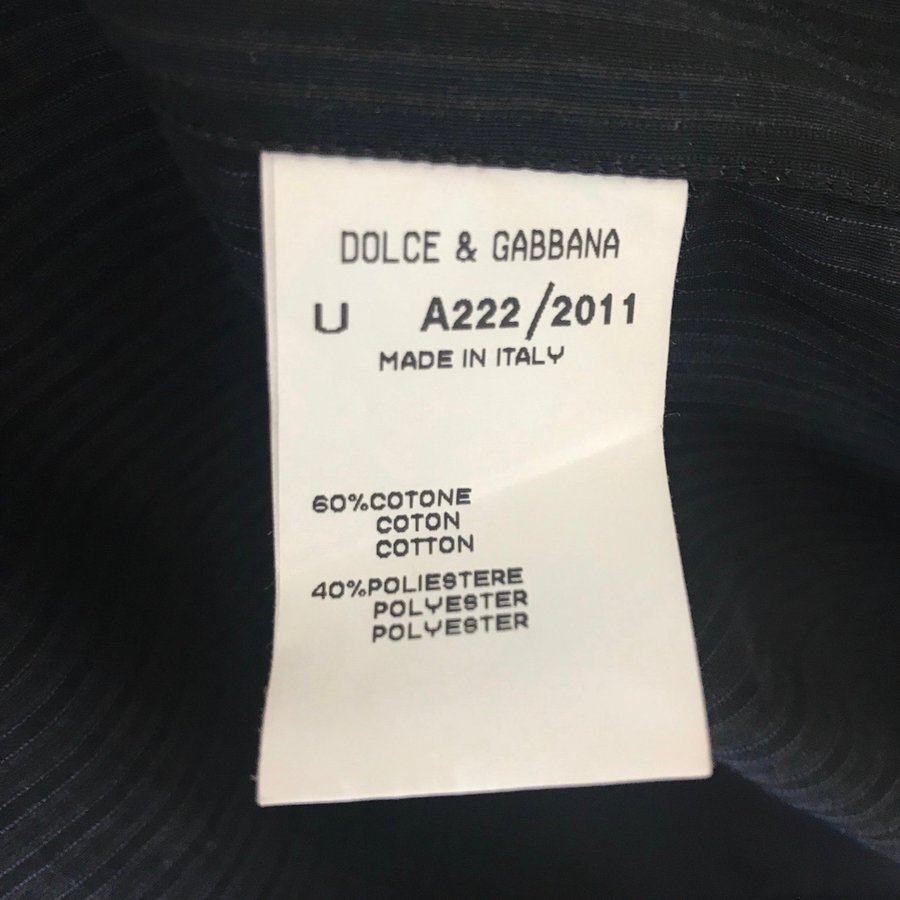 DOLCE & GABBANA
U A222/2011
MADE IN ITALY
60%COTONE
COTON
COTTON
40%POLIESTERE
POLYESTER
POLYESTER